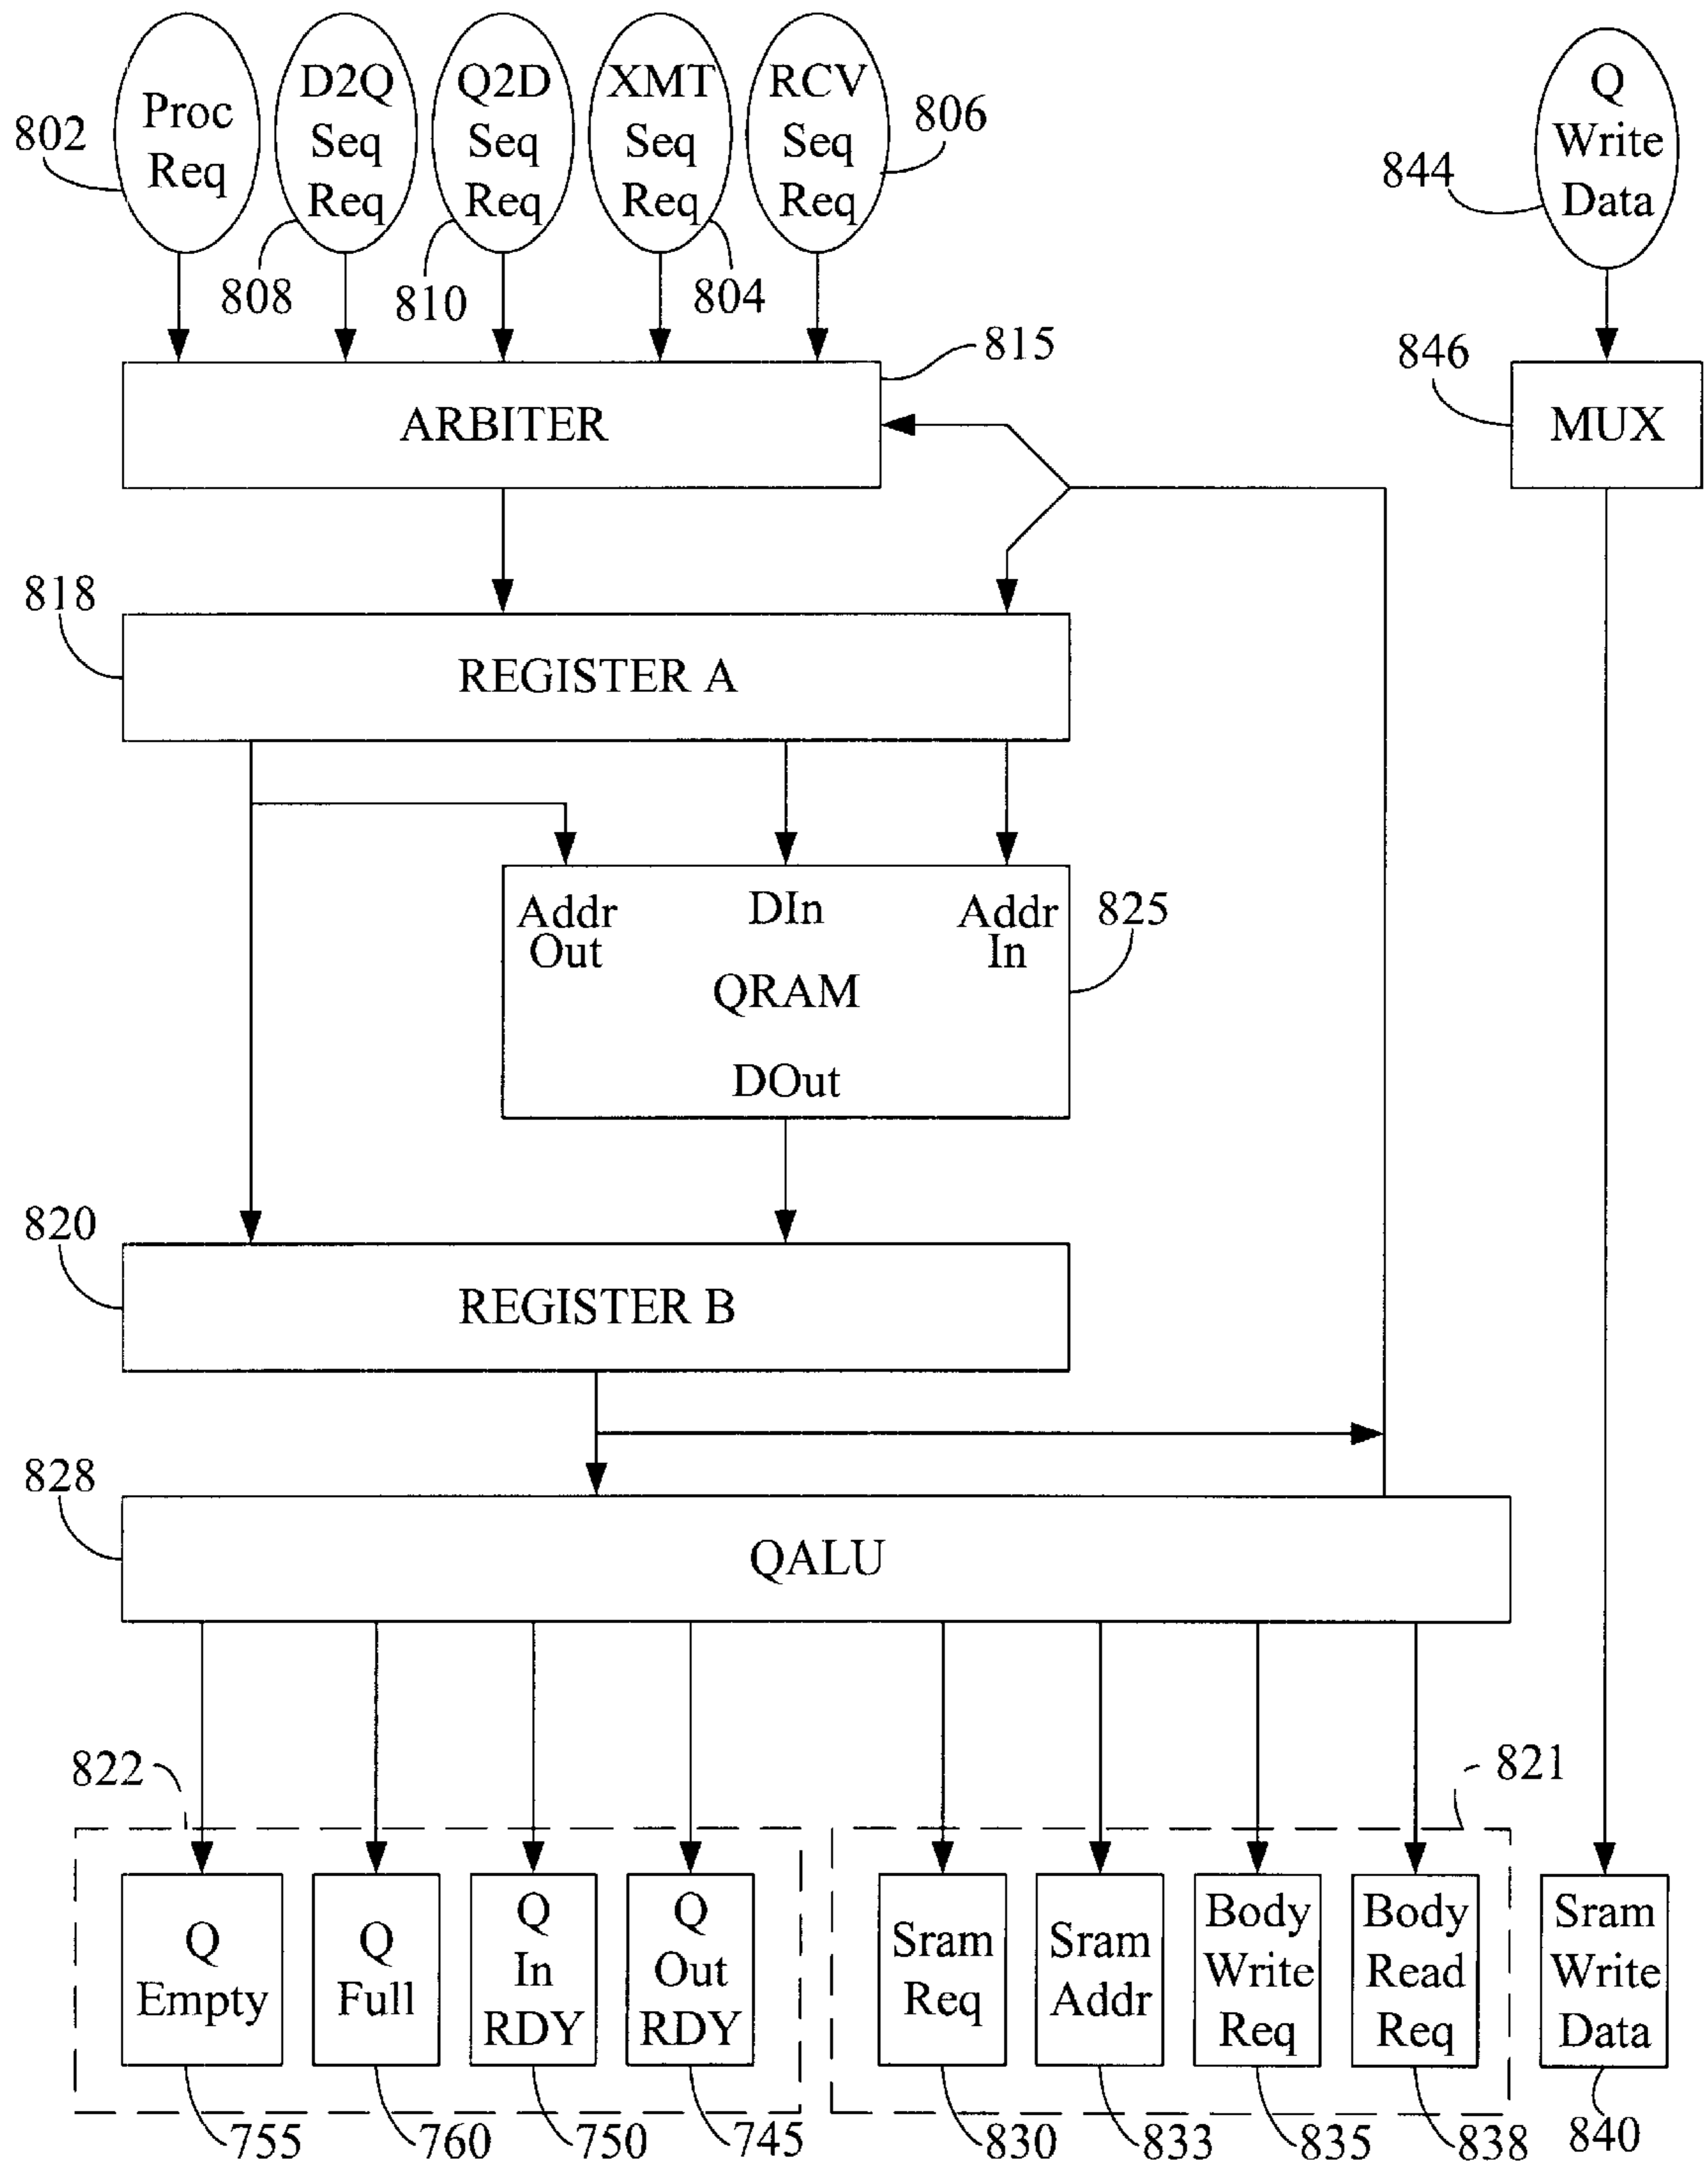 Proc
Req
D2Q
Seq
Req
Q2D
Seq
Req
XMT
Seq
Req
RCV
Seq
Req
Q
Write
Data
802
808
810
804
806
844
815
846
ARBITER
MUX
818
REGISTER A
Addr
Out
DIn
Addr
In
825
QRAM
DOut
820
REGISTER B
828
QALU
822
821
Q
Empty
Q
Full
Q
In
RDY
Q
Out
RDY
Sram
Req
Sram
Addr
Body
Write
Req
Body
Read
Req
Sram
Write
Data
755
760
750
745
830
833
835
838
840